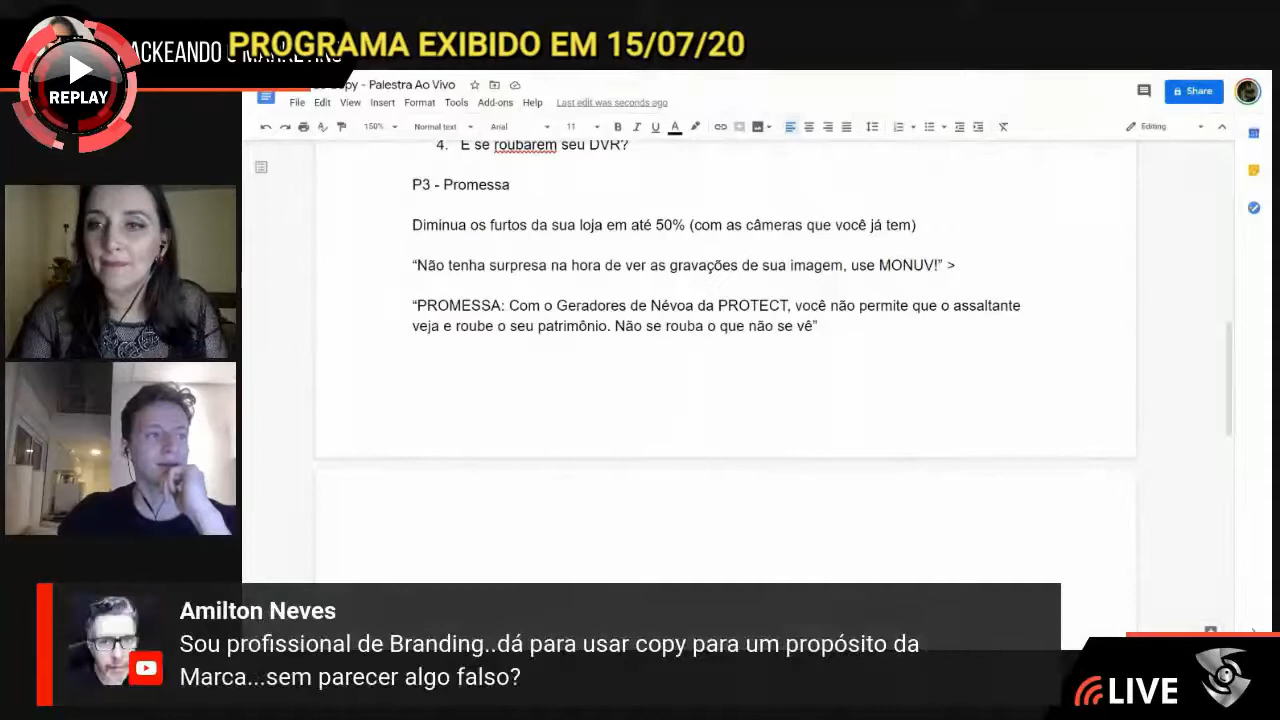 PROGRAMA EXIBIDO EM 15/07/20
REPLAY
Copy - Palestra Ao Vivo
File Edit View Insert Format Tools Add-ons Help Last edit was seconds ago
Share
150% Normal text Arial 11 B I U A Editing
4. E se roubarem seu DVR?
P3 - Promessa
Diminua os furtos da sua loja em até 50% (com as câmeras que você já tem)
“Não tenha surpresa na hora de ver as gravações de sua imagem, use MONUV!” >
“PROMESSA: Com o Geradores de Névoa da PROTECT, você não permite que o assaltante
veja e roube o seu patrimônio. Não se rouba o que não se vê”
Amilton Neves
Sou profissional de Branding..dá para usar copy para um propósito da
Marca...sem parecer algo falso?
LIVE